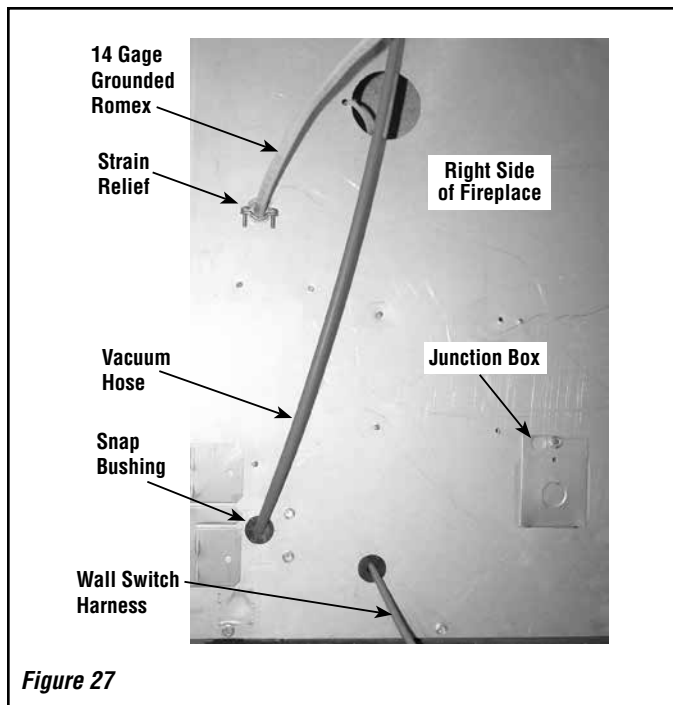 14 Gage
Grounded
Romex
Strain
Relief
Right Side
of Fireplace
Vacuum
Hose
Junction Box
Snap
Bushing
Wall Switch
Harness
Figure 27